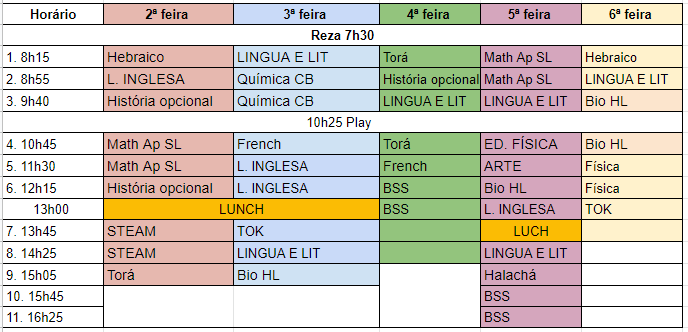 Horário 2ª feira 3ª feira 4ª feira 5ª feira 6ª feira
Reza 7h30
1. 8h15 Hebraico LINGUA E LIT Torá Math Ap SL Hebraico
2. 8h55 L. INGLESA Química CB História opcional Math Ap SL LINGUA E LIT
3. 9h40 História opcional Química CB LINGUA E LIT LINGUA E LIT Bio HL
10h25 Play
4. 10h45 Math Ap SL French Torá ED. FÍSICA Bio HL
5. 11h30 Math Ap SL L. INGLESA French ARTE Física
6. 12h15 História opcional L. INGLESA BSS Bio HL Física
13h00 LUNCH BSS L. INGLESA TOK
7. 13h45 STEAM TOK LUCH
8. 14h25 STEAM LINGUA E LIT LINGUA E LIT
9. 15h05 Torá Bio HL Halachá
10. 15h45 BSS
11. 16h25 BSS